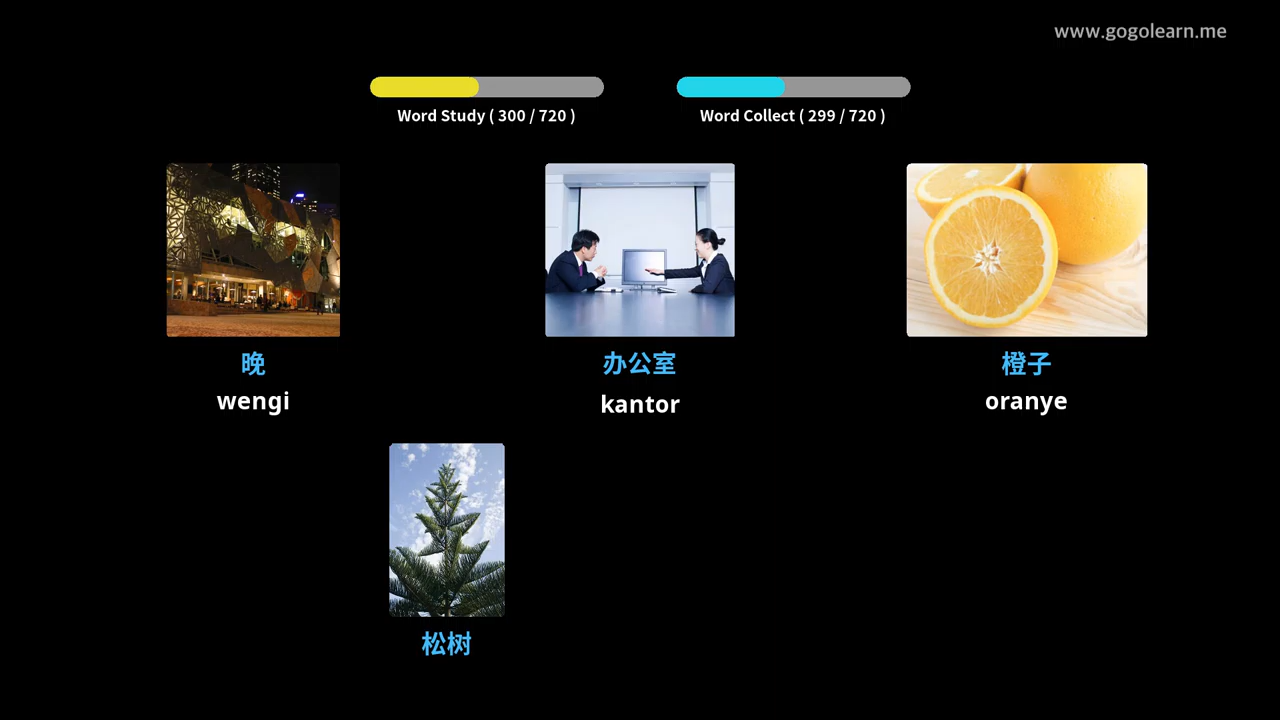 www.gogolearn.me
Word Study ( 300 / 720 )
Word Collect ( 299 / 720 )
晚
wengi
办公室
kantor
橙子
oranye
松树